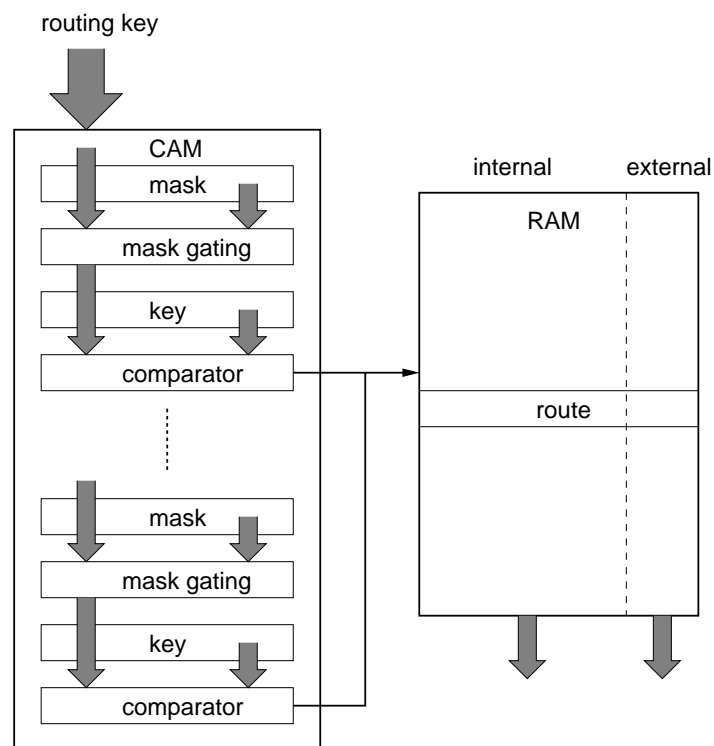 routing key
CAM
mask
mask gating
key
comparator
mask
mask gating
key
comparator
internal
external
RAM
route